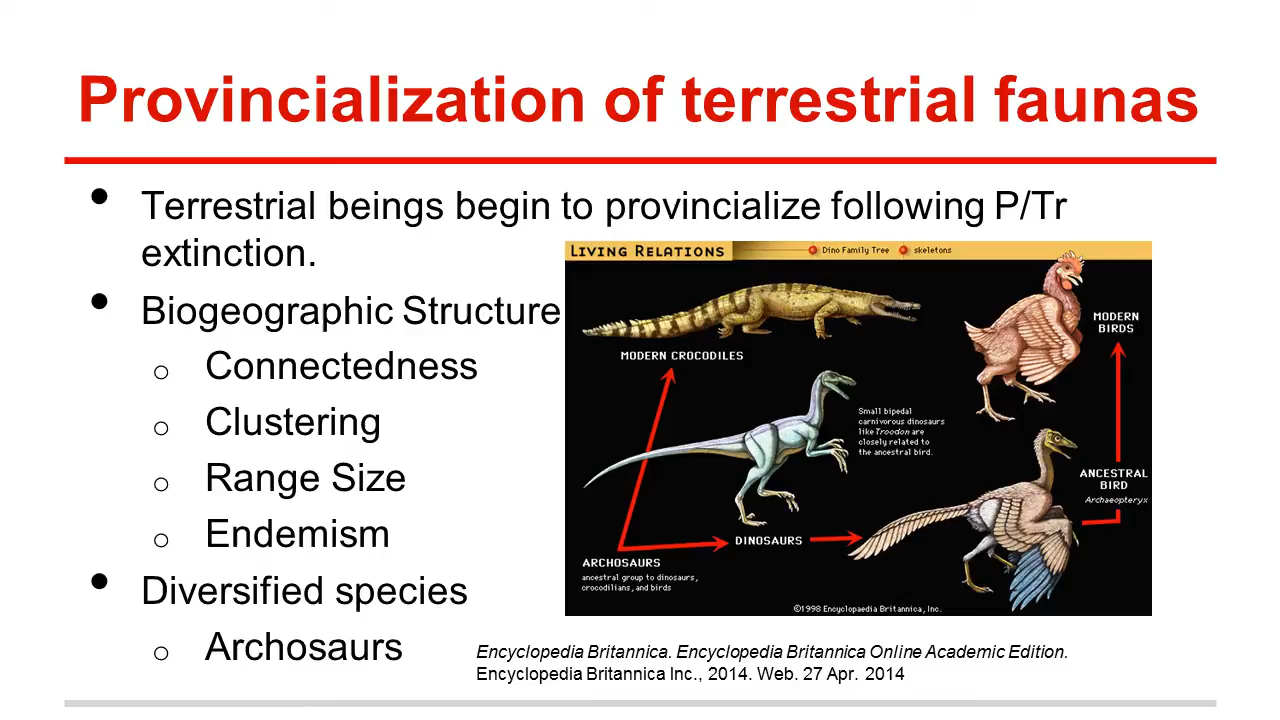 Provincialization of terrestrial faunas
• Terrestrial beings begin to provincialize following P/Tr
extinction.
• Biogeographic Structure
o Connectedness
o Clustering
o Range Size
o Endemism
• Diversified species
o Archosaurs
LIVING RELATIONS
Dino Family Tree
skeletons
MODERN CROCODILES
MODERN
BIRDS
Small bipedal
carnivorous dinosaurs
like Troodon are
closely related to
the ancestral bird.
ANCESTRAL
BIRD
Archaeopteryx
DINOSAURS
ARCHOSAURS
ancestral group to dinosaurs,
crocodilians, and birds
©1998 Encyclopaedia Britannica, Inc.
Encyclopedia Britannica. Encyclopedia Britannica Online Academic Edition.
Encyclopedia Britannica Inc., 2014. Web. 27 Apr. 2014